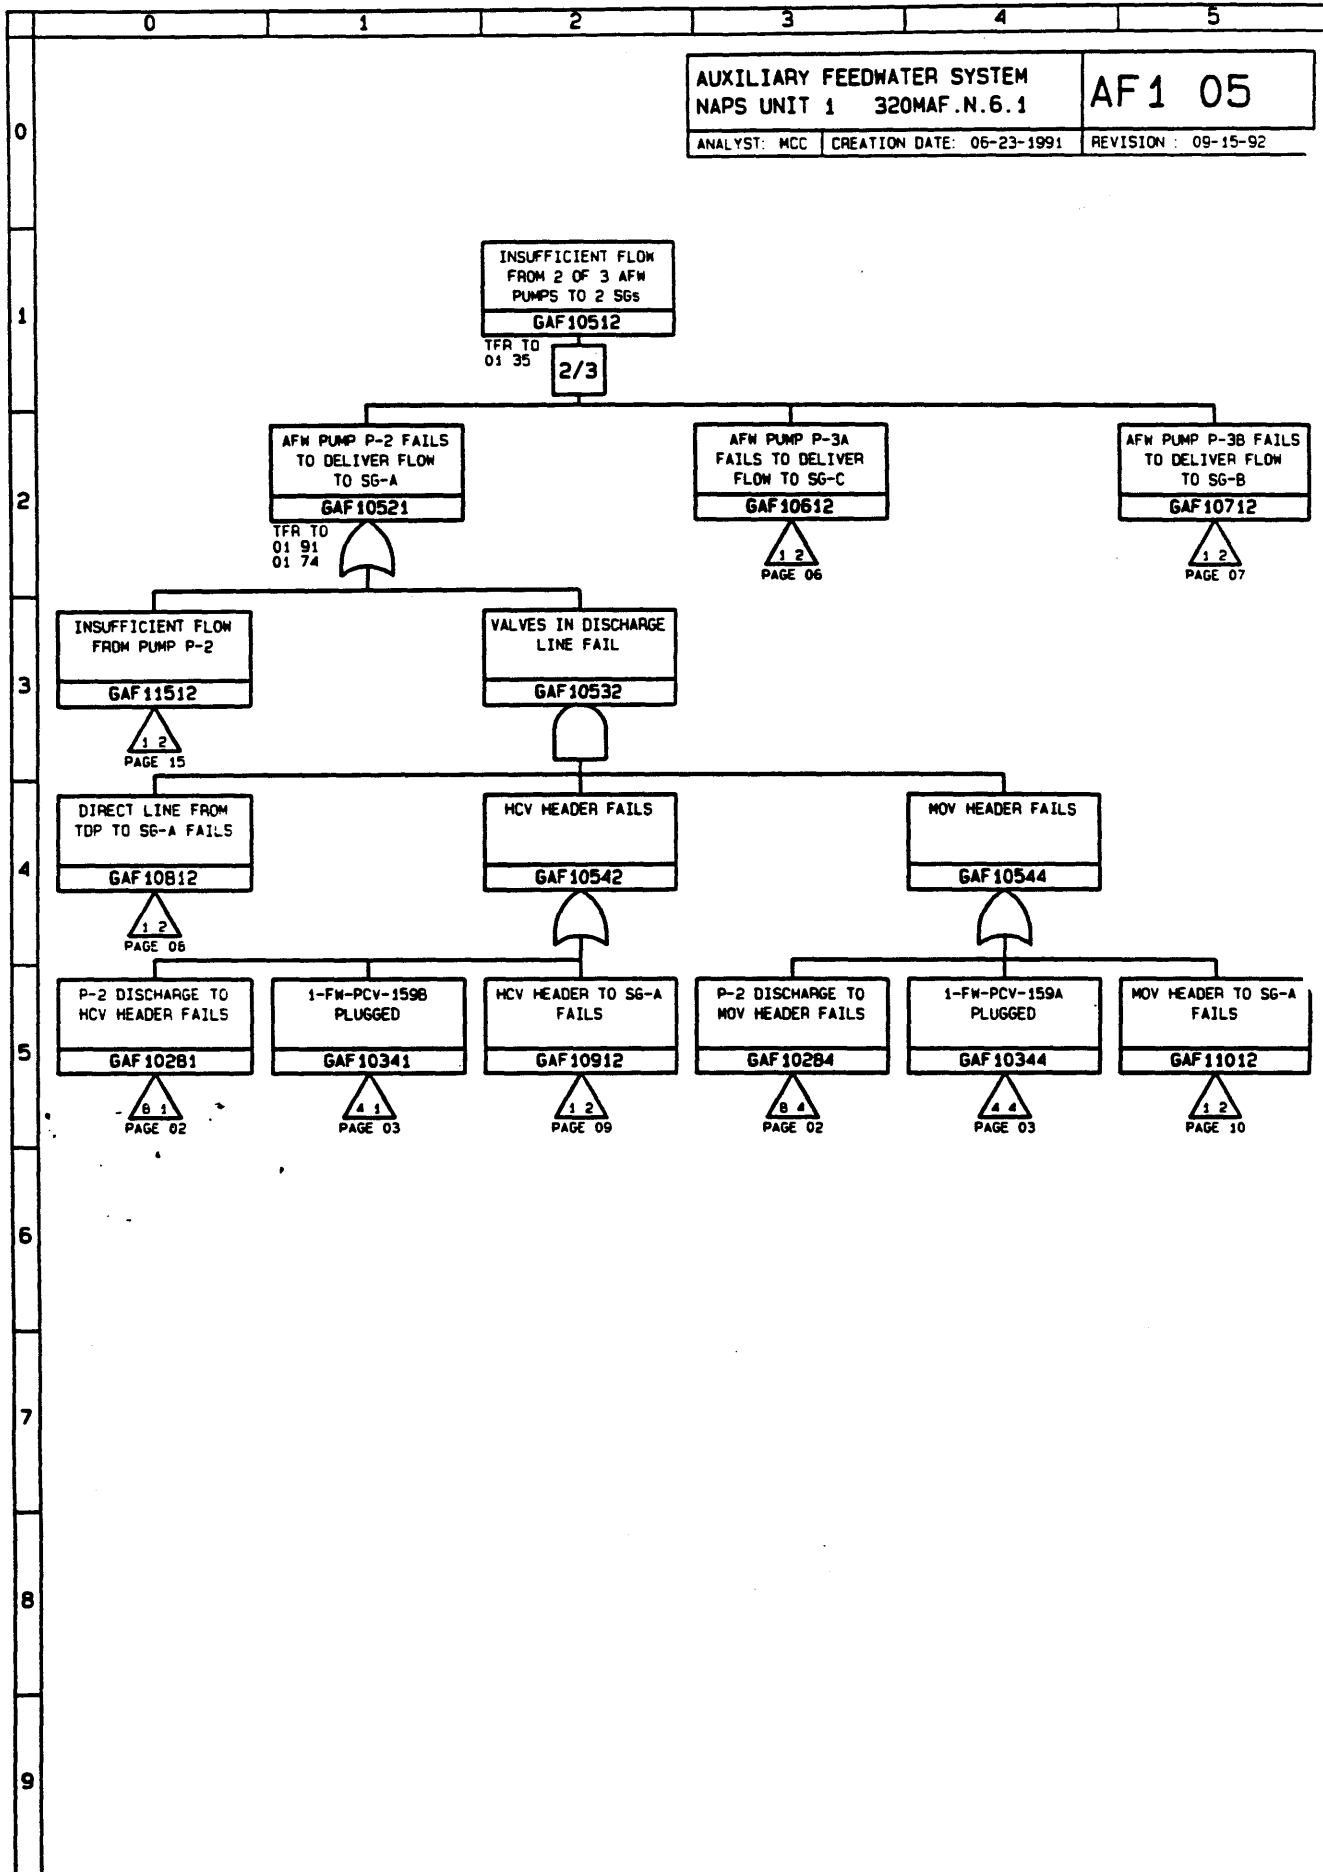 0 1 2 3 4 5
AUXILIARY FEEDWATER SYSTEM
NAPS UNIT 1 320MAF.N.6.1
AF1 05
ANALYST: MCC CREATION DATE: 06-23-1991 REVISION : 09-15-92
0
INSUFFICIENT FLOW
FROM 2 OF 3 AFW
PUMPS TO 2 SGs
GAF10512
1
TFR TO
01 35
2/3
AFW PUMP P-2 FAILS
TO DELIVER FLOW
TO SG-A
GAF10521
AFW PUMP P-3A
FAILS TO DELIVER
FLOW TO SG-C
GAF10612
AFW PUMP P-3B FAILS
TO DELIVER FLOW
TO SG-B
GAF10712
2
TFR TO
01 91
01 74
1 2
PAGE 06
1 2
PAGE 07
INSUFFICIENT FLOW
FROM PUMP P-2
GAF11512
VALVES IN DISCHARGE
LINE FAIL
GAF10532
3
1 2
PAGE 15
DIRECT LINE FROM
TDP TO SG-A FAILS
GAF10812
HCV HEADER FAILS
GAF10542
MOV HEADER FAILS
GAF10544
4
1 2
PAGE 08
P-2 DISCHARGE TO
HCV HEADER FAILS
GAF10281
1-FW-PCV-159B
PLUGGED
GAF10341
HCV HEADER TO SG-A
FAILS
GAF10912
P-2 DISCHARGE TO
MOV HEADER FAILS
GAF10284
1-FW-PCV-159A
PLUGGED
GAF10344
MOV HEADER TO SG-A
FAILS
GAF11012
5
8 1
PAGE 02
4 1
PAGE 03
1 2
PAGE 09
8 4
PAGE 02
4 4
PAGE 03
1 2
PAGE 10
6
7
8
9